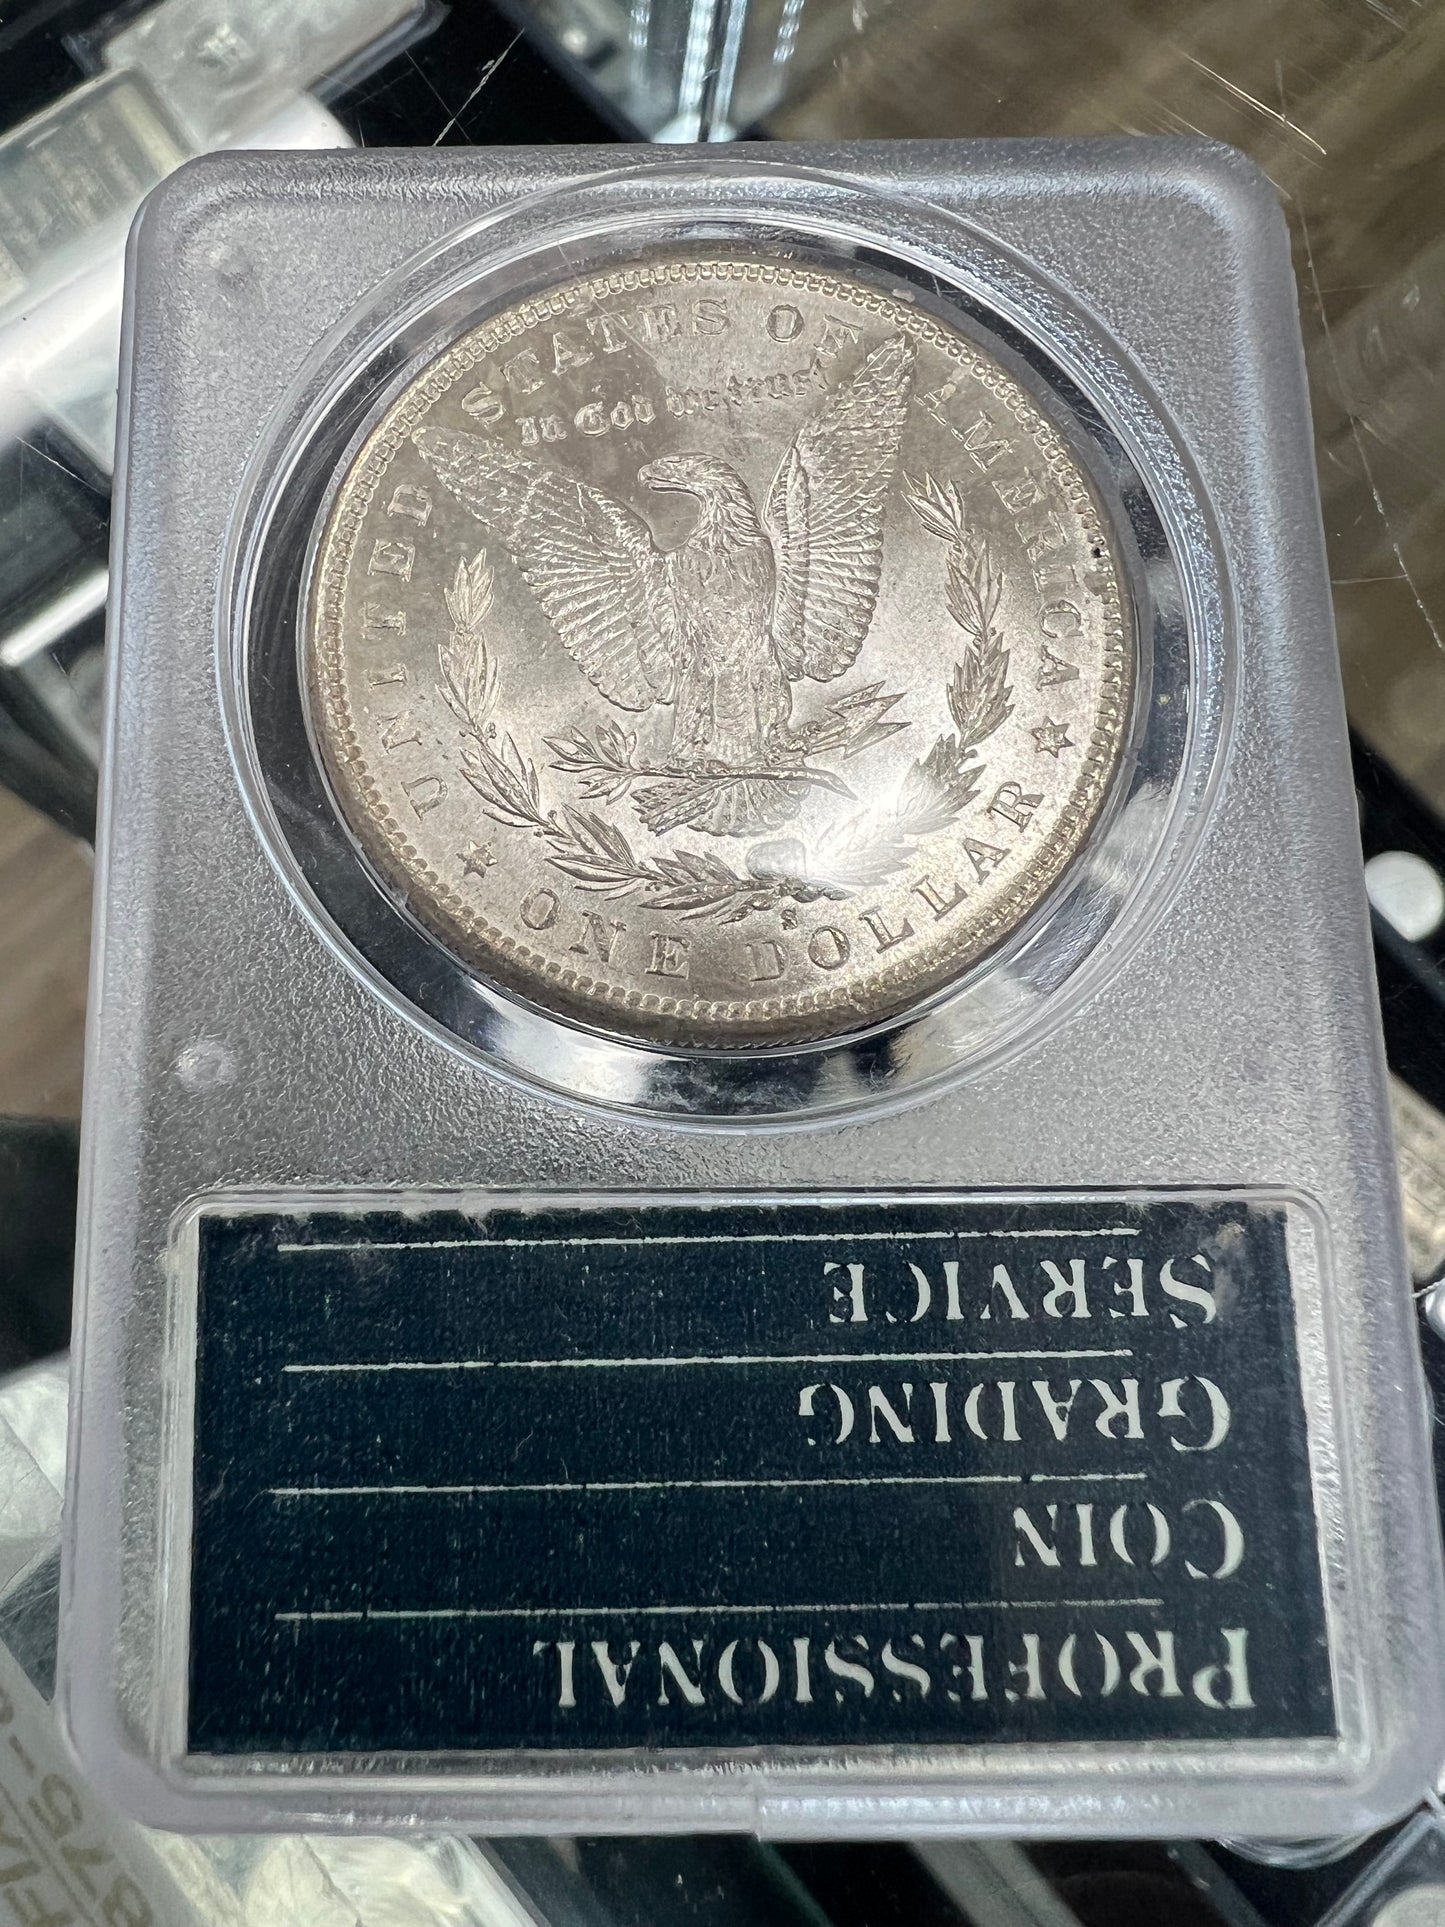 UNITED STATES OF AMERICA
In God we trust
ONE DOLLAR
S
PROFESSIONAL
COIN
GRADING
SERVICE